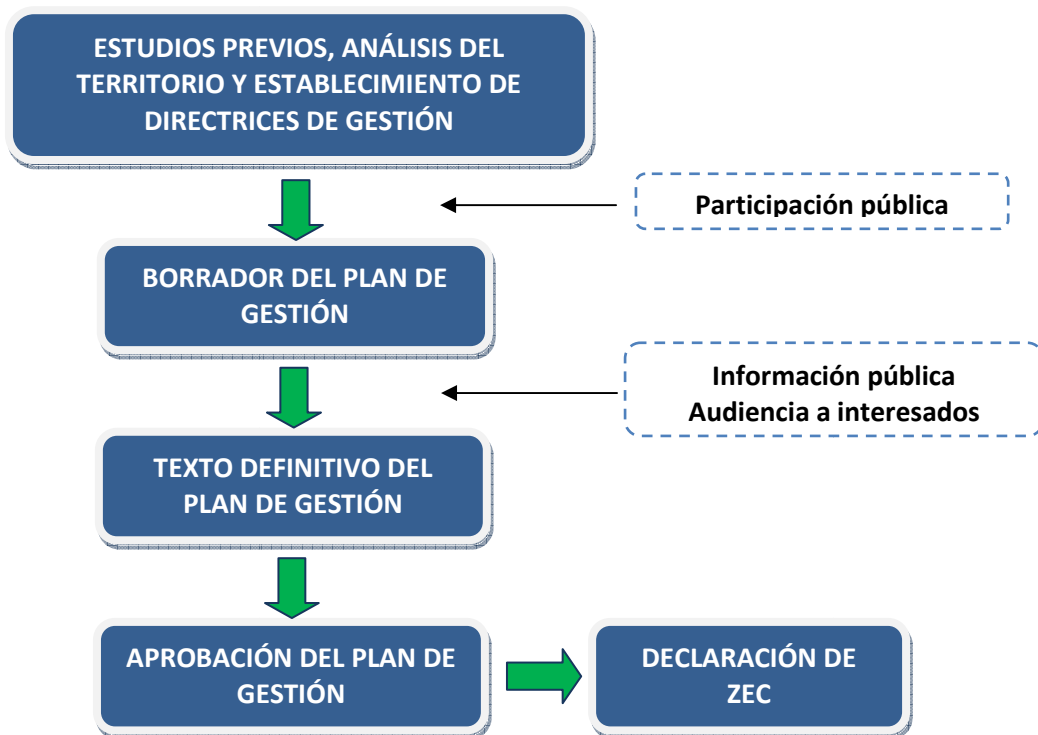 ESTUDIOS PREVIOS, ANÁLISIS DEL
TERRITORIO Y ESTABLECIMIENTO DE
DIRECTRICES DE GESTIÓN
Participación pública
BORRADOR DEL PLAN DE
GESTIÓN
Información pública
Audiencia a interesados
TEXTO DEFINITIVO DEL
PLAN DE GESTIÓN
APROBACIÓN DEL PLAN DE
GESTIÓN
DECLARACIÓN DE
ZEC